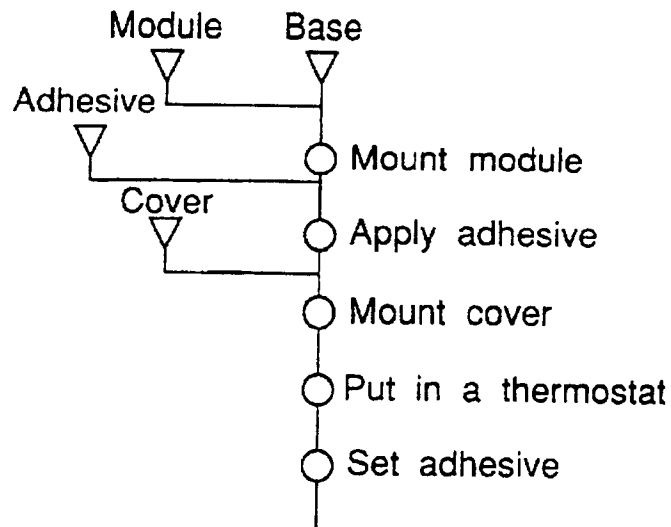 Module
Base
Adhesive
Mount module
Cover
Apply adhesive
Mount cover
Put in a thermostat
Set adhesive